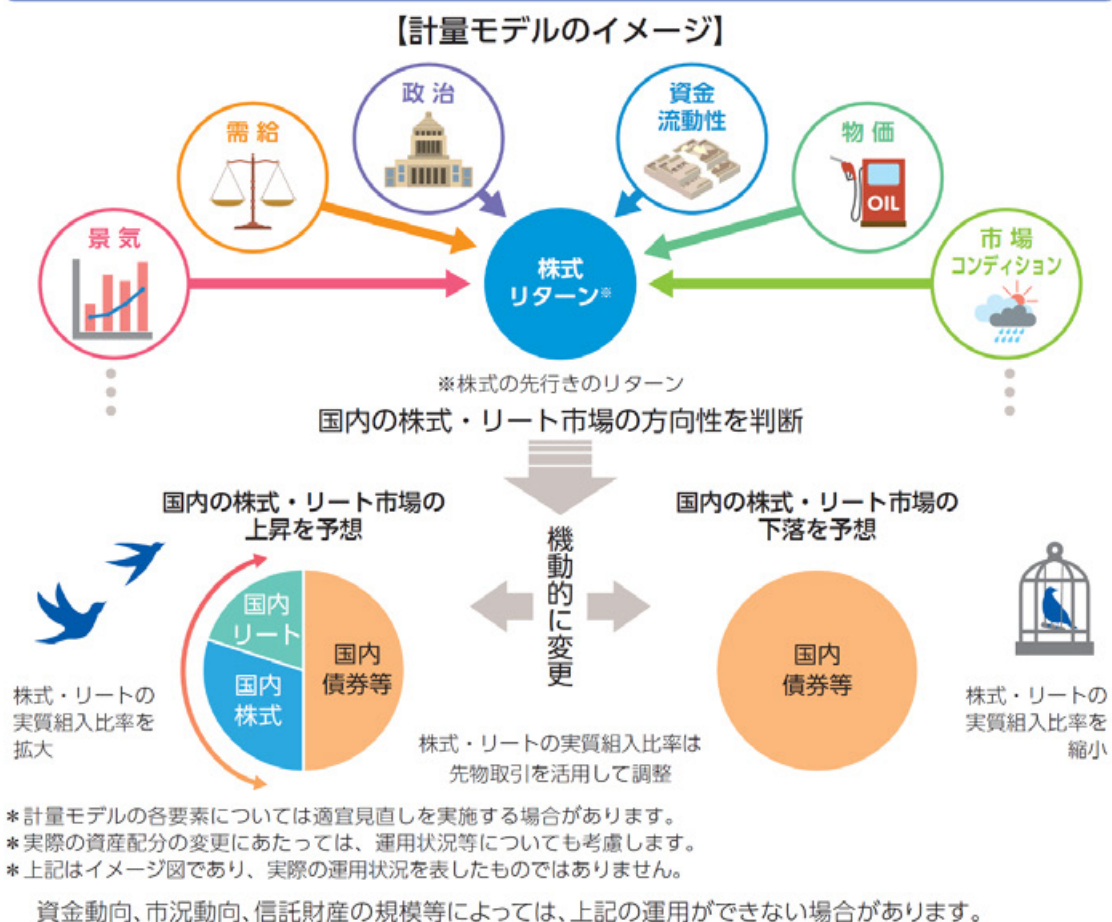 【計量モデルのイメージ】
政治
資金
流動性
需給
物価
OIL
景気
市場
コンディション
株式
リターン※
※株式の先行きのリターン
国内の株式・リート市場の方向性を判断
国内の株式・リート市場の
上昇を予想
国内の株式・リート市場の
下落を予想
機動的に変更
国内
リート
国内
株式
国内
債券等
国内
債券等
株式・リートの
実質組入比率を
拡大
株式・リートの
実質組入比率を
縮小
株式・リートの実質組入比率は
先物取引を活用して調整
＊計量モデルの各要素については適宜見直しを実施する場合があります。
＊実際の資産配分の変更にあたっては、運用状況等についても考慮します。
＊上記はイメージ図であり、実際の運用状況を表したものではありません。
資金動向、市況動向、信託財産の規模等によっては、上記の運用ができない場合があります。